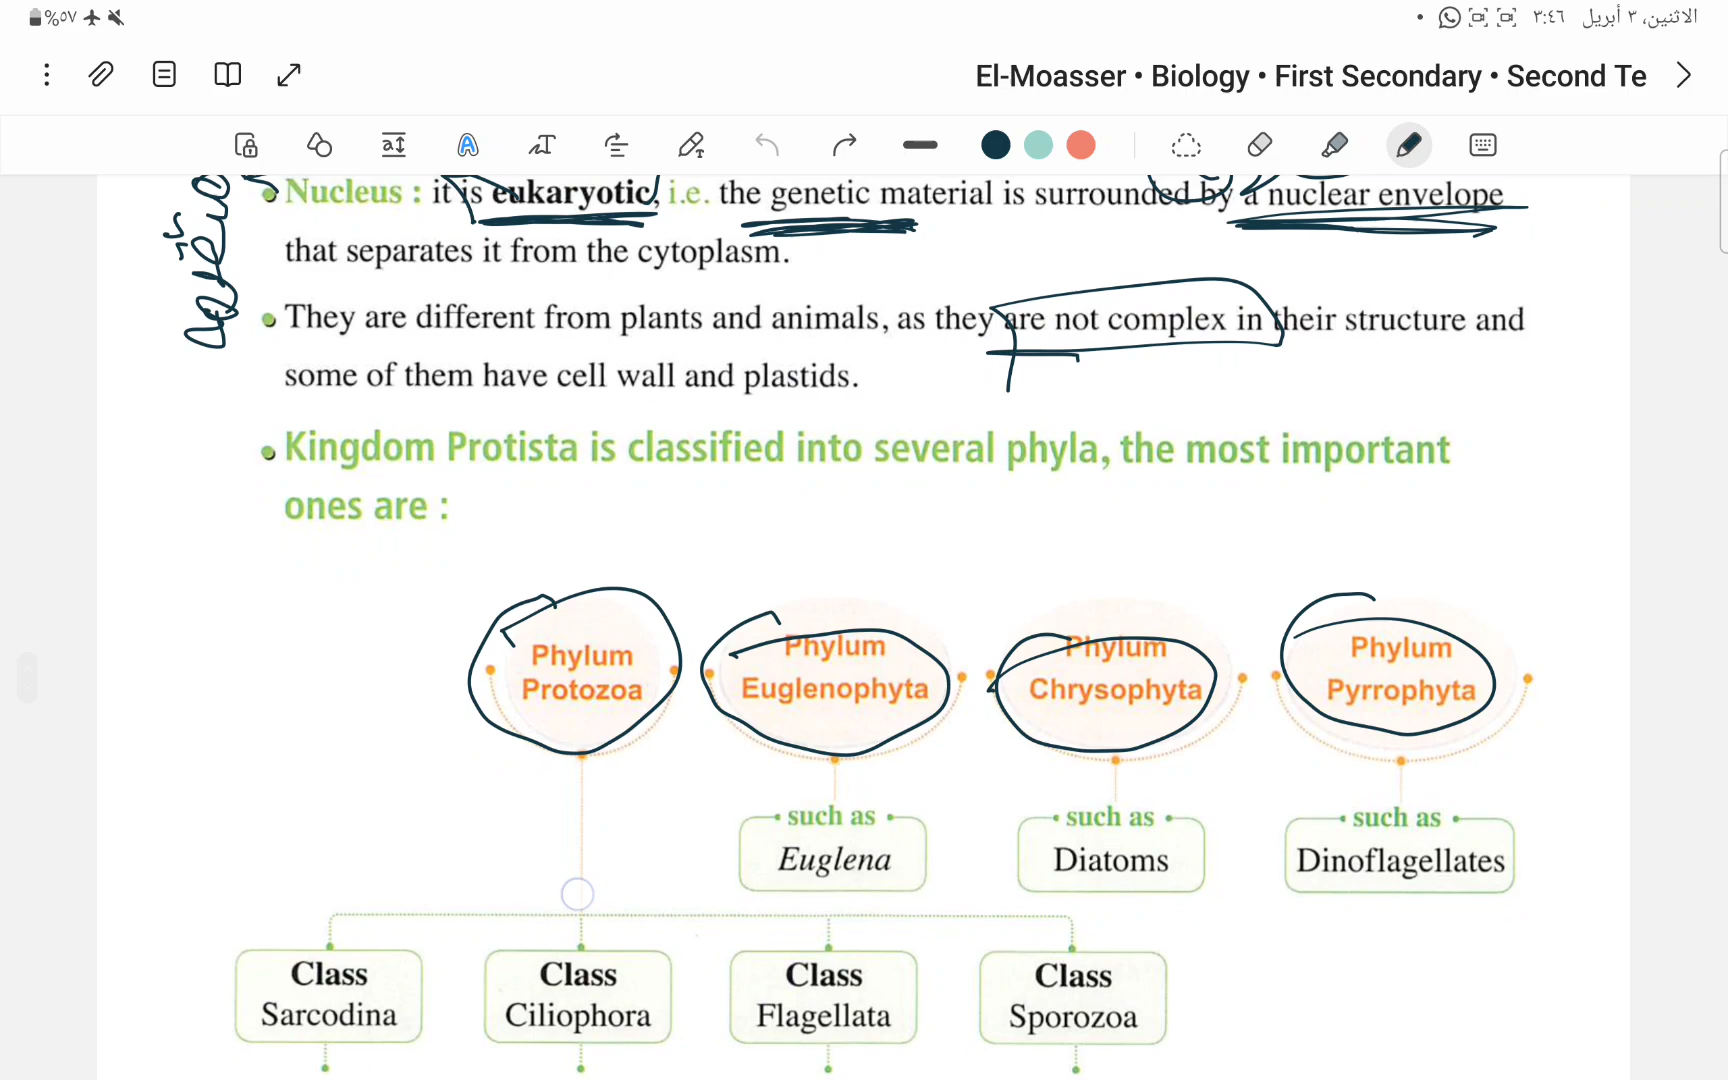 %٥٧
الاثنين، ٣ أبريل ٣:٤٦
El-Moasser • Biology • First Secondary • Second Te
Nucleus : it is eukaryotic, i.e. the genetic material is surrounded by a nuclear envelope
that separates it from the cytoplasm.
They are different from plants and animals, as they are not complex in their structure and
some of them have cell wall and plastids.
Kingdom Protista is classified into several phyla, the most important
ones are :
Phylum
Protozoa
Phylum
Euglenophyta
Phylum
Chrysophyta
Phylum
Pyrrophyta
such as
Euglena
such as
Diatoms
such as
Dinoflagellates
Class
Sarcodina
Class
Ciliophora
Class
Flagellata
Class
Sporozoa